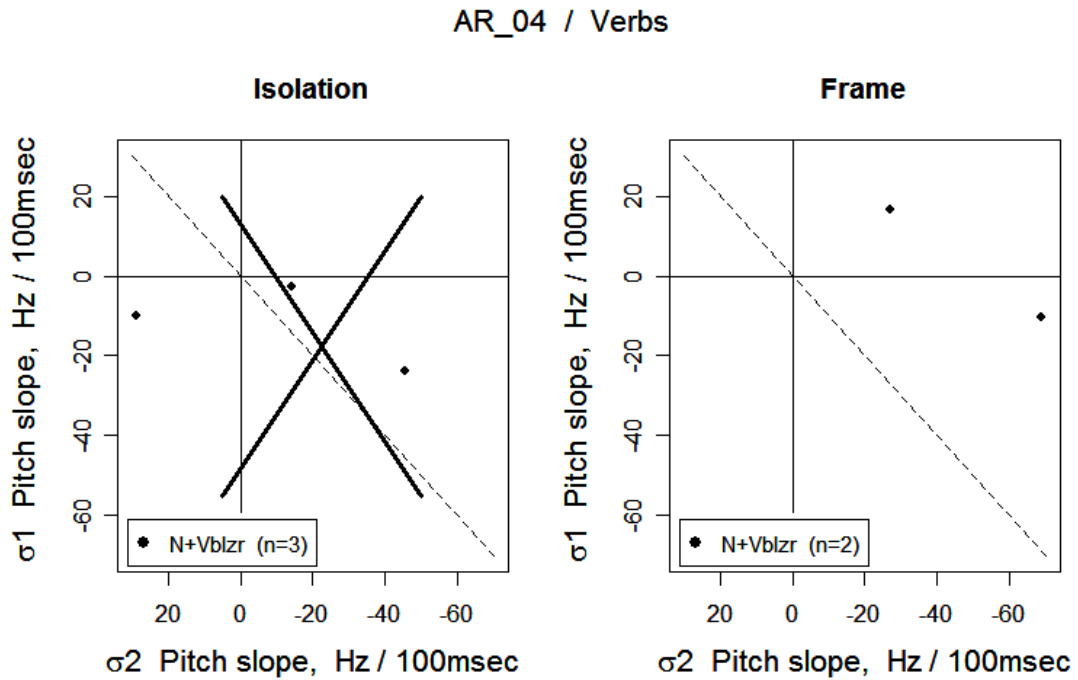 AR_04 / Verbs
Isolation
σ1 Pitch slope, Hz / 100msec
20
0
-20
-40
-60
N+Vblzr (n=3)
20 0 -20 -40 -60
σ2 Pitch slope, Hz / 100msec
Frame
σ1 Pitch slope, Hz / 100msec
20
0
-20
-40
-60
N+Vblzr (n=2)
20 0 -20 -40 -60
σ2 Pitch slope, Hz / 100msec